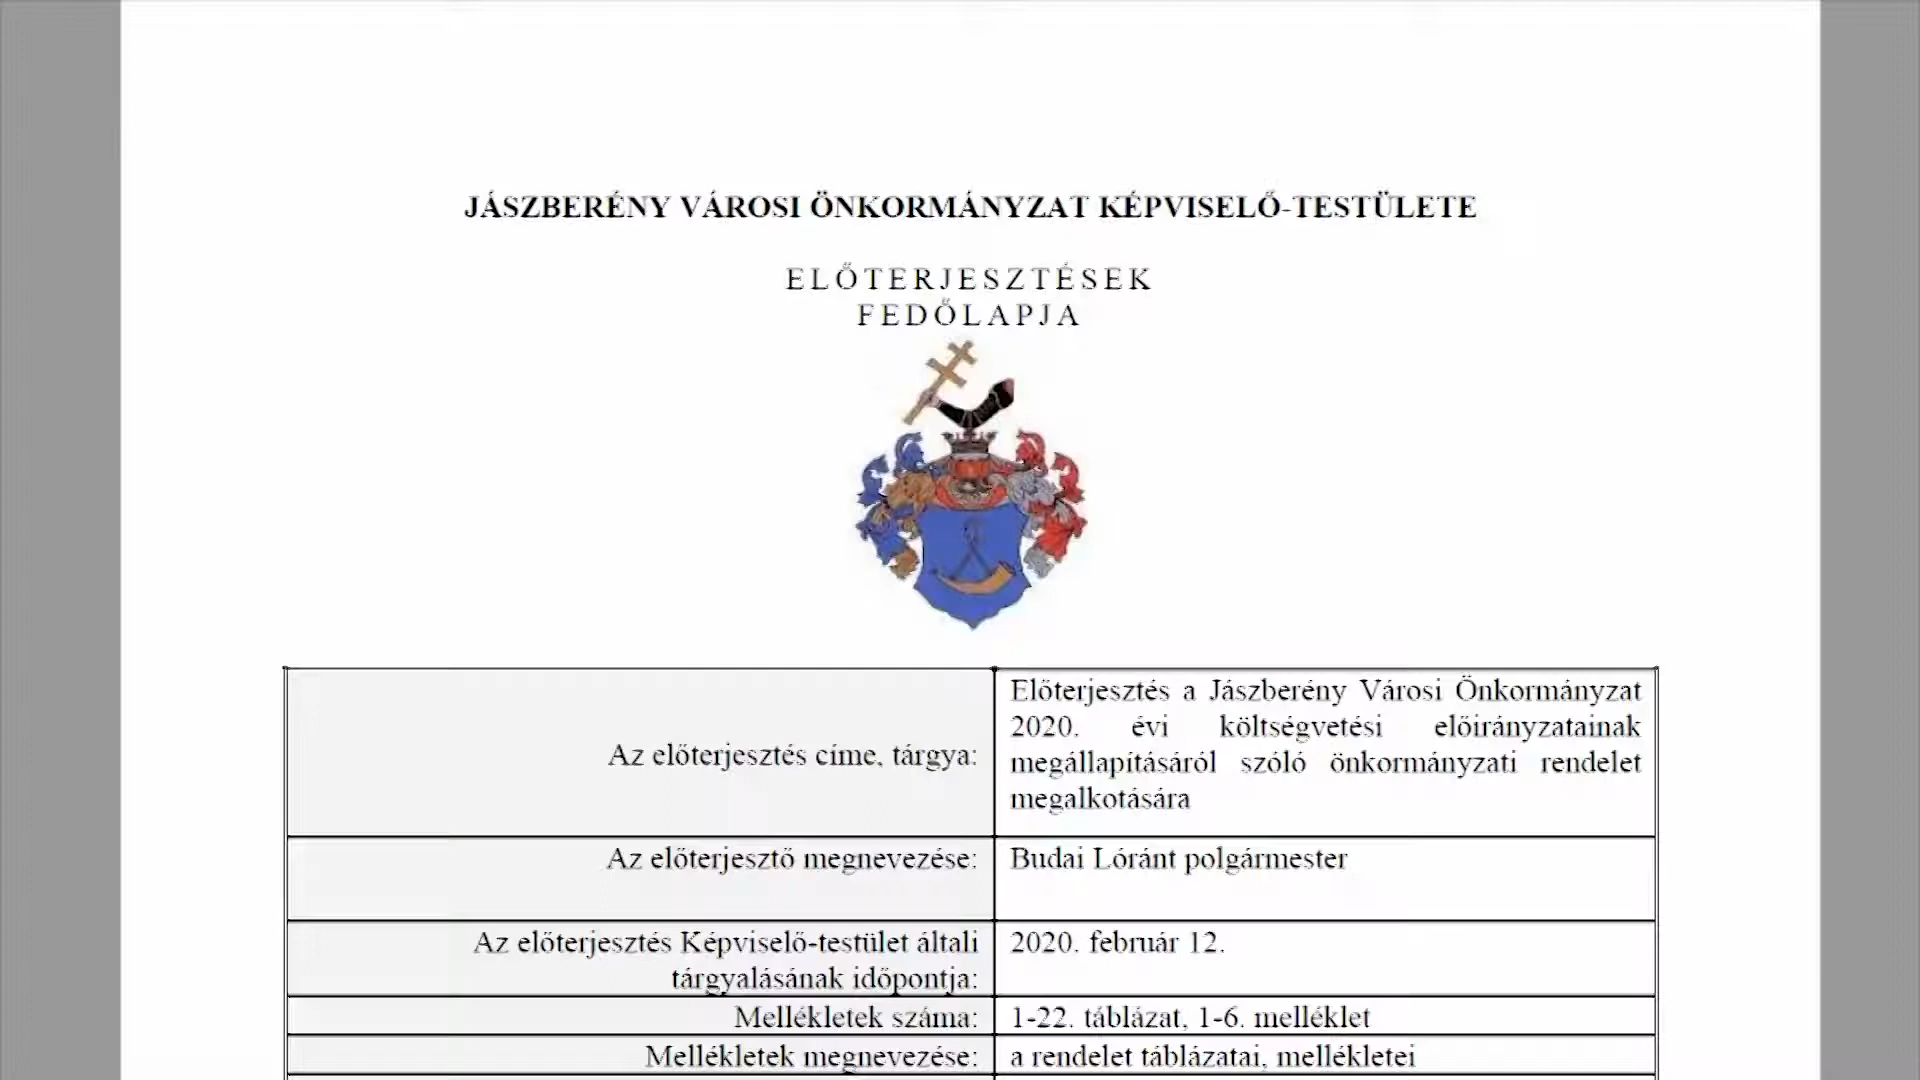 JÁSZBERÉNY VÁROSI ÖNKORMÁNYZAT KÉPVISELŐ-TESTÜLETE
ELŐTERJESZTÉSEK
FEDŐLAPJA
Az előterjesztés címe, tárgya:
Előterjesztés a Jászberény Városi Önkormányzat
2020. évi költségvetési előirányzatainak
megállapításáról szóló önkormányzati rendelet
megalkotására
Az előterjesztő megnevezése:
Budai Lóránt polgármester
Az előterjesztés Képviselő-testület általi
tárgyalásának időpontja:
2020. február 12.
Mellékletek száma:
1-22. táblázat, 1-6. melléklet
Mellékletek megnevezése:
a rendelet táblázatai, mellékletei